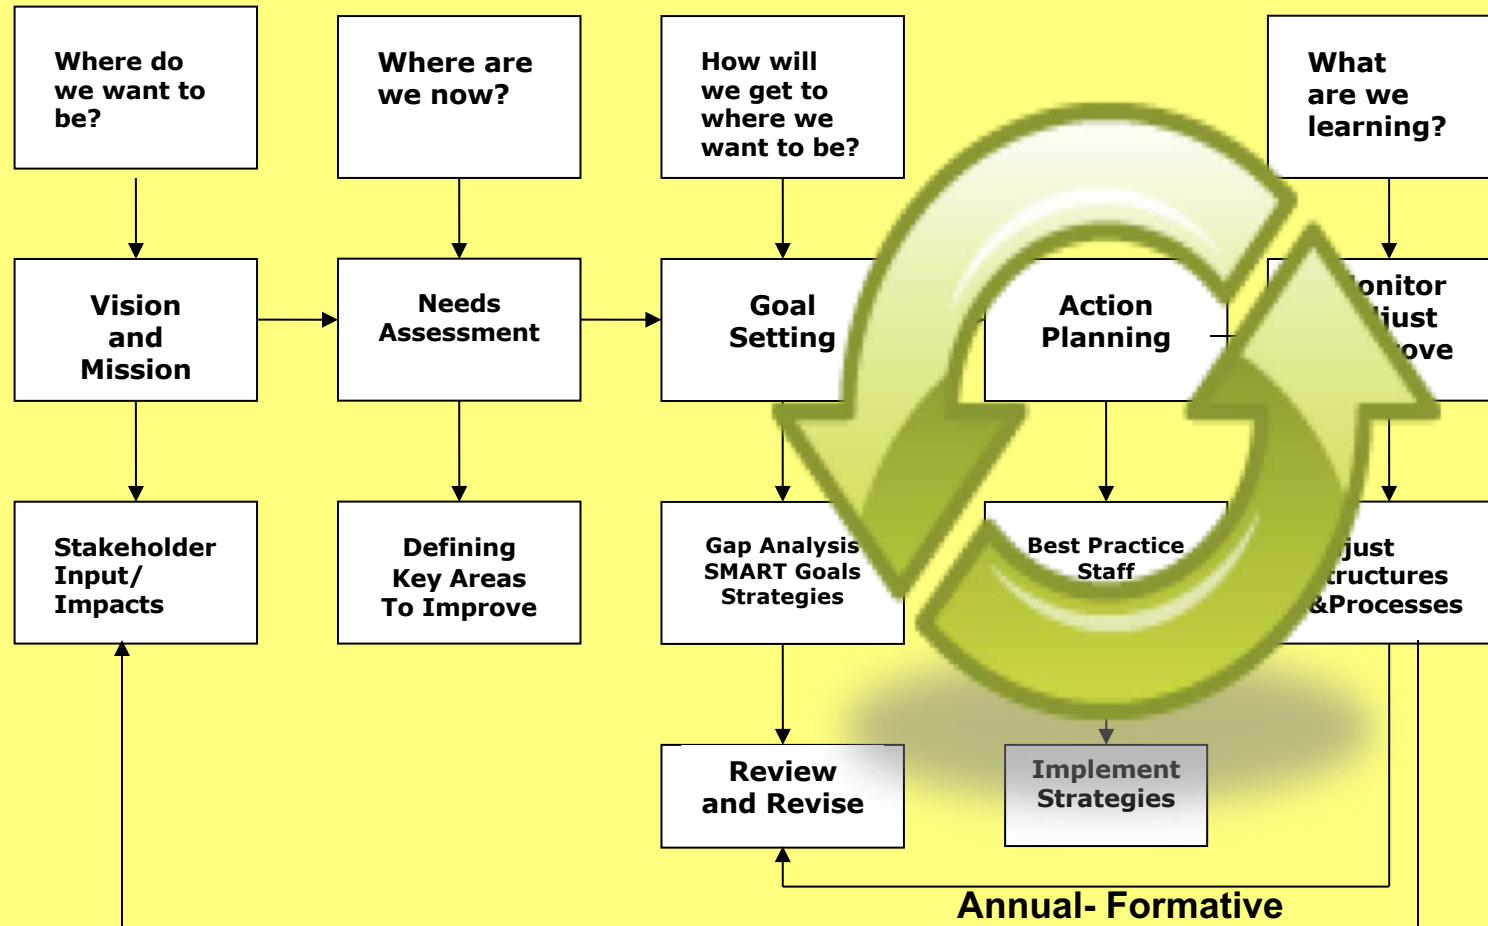 Where do
we want to
be?
Where are
we now?
How will
we get to
where we
want to be?
What
are we
learning?
Vision
and
Mission
Needs
Assessment
Goal
Setting
Action
Planning
Stakeholder
Input/
Impacts
Defining
Key Areas
To Improve
Gap Analysis
SMART Goals
Strategies
Best Practice
Staff
&Processes
Review
and Revise
Implement
Strategies
Annual- Formative